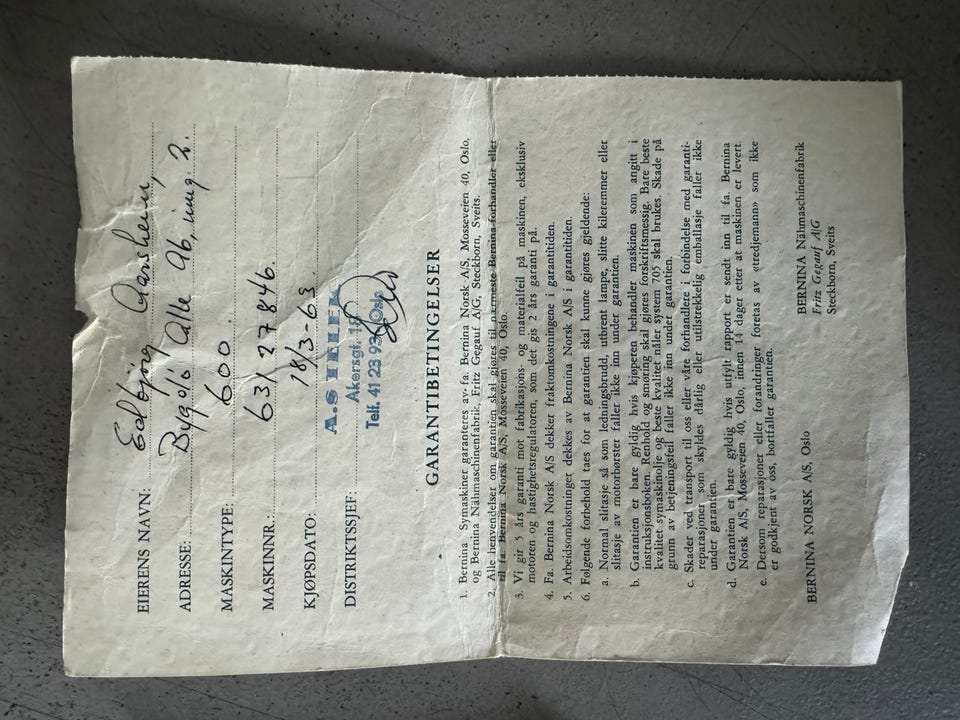 EIERENS NAVN: Edbjörg Aarsheim,
ADRESSE: Bygdö Alle 96, inng 2.
MASKINTYPE: 600.
MASKINNR.: 63/27846.
KJØPSDATO: 18/3-63
A.S
DISTRIKTSSJEF: Akersgt. 18
Telf. 41 23 93 Oslo
GARANTIBETINGELSER
1. Bernina Symaskiner garanteres av fa. Bernina Norsk A/S, Mosseveien 40, Oslo,
og Bernina Nähmaschinenfabrik, Fritz Gegauf AG, Steckborn, Sveits.
2. Alle henvendelser om garantien skal gjøres til nærmeste Bernina-forhandler eller
til fa Bernina Norsk A/S, Mosseveien 40, Oslo.
3. Vi gir 5 års garanti mot fabrikasjons- og materialfeil på maskinen, eksklusiv
motoren og hastighetsregulatoren, som det gis 2 års garanti på.
4. Fa. Bernina Norsk A/S dekker fraktomkostningene i garantitiden.
5. Arbeidsomkostninger dekkes av Bernina Norsk A/S i garantitiden.
6. Følgende forbehold taes for at garantien skal kunne gjøres gjeldende:
a. Normal slitasje så som ledningsbrudd, utbrent lampe, slitte kileremmer eller
slitasje av motorbørster faller ikke inn under garantien.
b. Garantien er bare gyldig hvis kjøperen behandler maskinen som angitt i
instruksjonsboken. Renhold og smøring skal gjøres forskriftsmessig. Bare beste
kvalitet symaskinolje og beste kvalitet nåler system 705 skal brukes. Skade på
grunn av betjeningsfeil faller ikke inn under garantien.
c. Skader ved transport til oss eller våre forhandlere i forbindelse med garanti-
reparasjoner som skyldes dårlig eller utilstrekkelig emballasje faller ikke
under garantien.
d. Garantien er bare gyldig hvis utfylt rapport er sendt inn til fa. Bernina
Norsk A/S, Mosseveien 40, Oslo, innen 14 dager etter at maskinen er levert.
e. Dersom reparasjoner eller forandringer foretas av «tredjemann» som ikke
er godkjent av oss, bortfaller garantien.
BERNINA NORSK A/S, Oslo
BERNINA Nähmaschinenfabrik
Fritz Gegauf A/G
Steckborn, Sveits